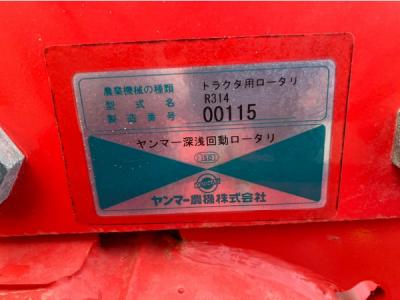 農業機械の種類 トラクタ用ロータリ
型式名 R314
製造番号 00115
ヤンマー深浅回動ロータリ
ヤンマー農機株式会社